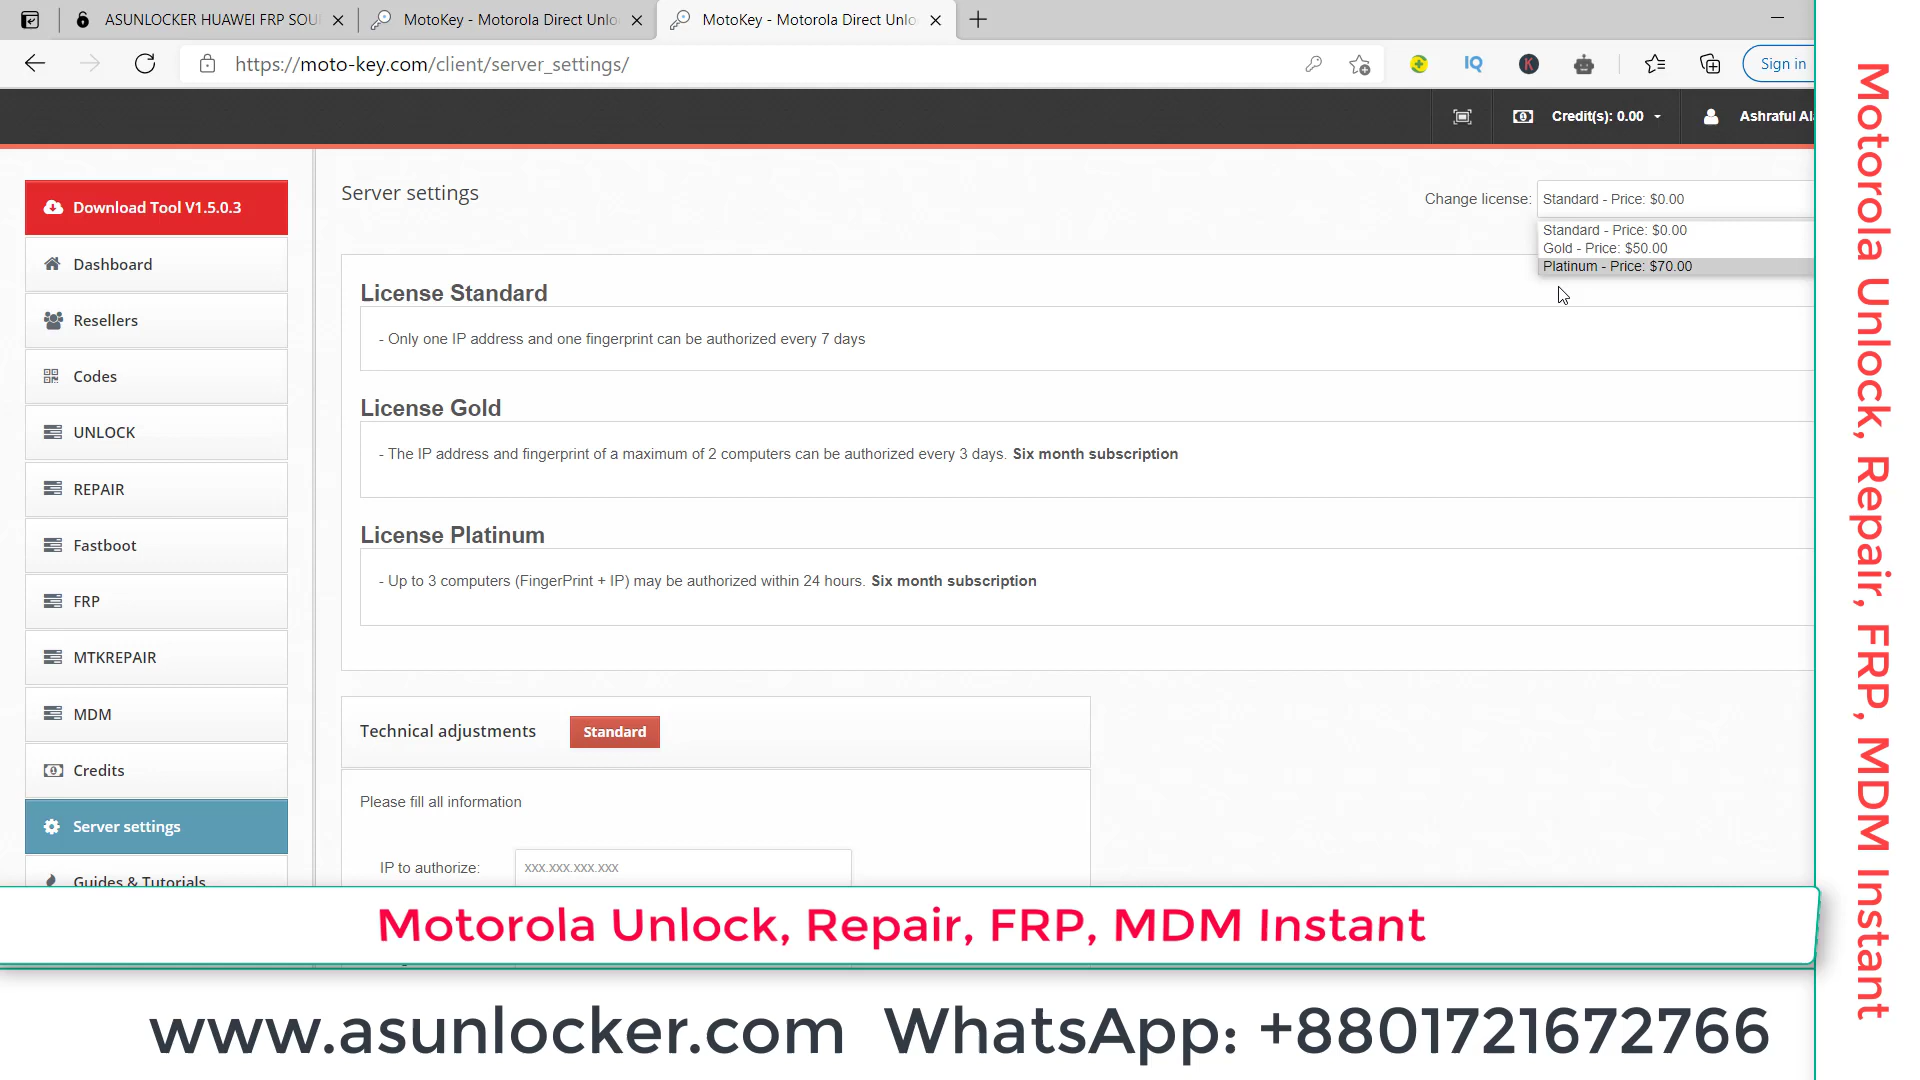 ASUNLOCKER HUAWEI FRP SOU
MotoKey - Motorola Direct Unlo
MotoKey - Motorola Direct Unlo
https://moto-key.com/client/server_settings/
IQ
K
Sign in
Credit(s): 0.00
Ashraful Al
Download Tool V1.5.0.3
Dashboard
Resellers
Codes
UNLOCK
REPAIR
Fastboot
FRP
MTKREPAIR
MDM
Credits
Server settings
Guides & Tutorials
Server settings
Change license:
Standard - Price: $0.00
Standard - Price: $0.00
Gold - Price: $50.00
Platinum - Price: $70.00
License Standard
- Only one IP address and one fingerprint can be authorized every 7 days
License Gold
- The IP address and fingerprint of a maximum of 2 computers can be authorized every 3 days. Six month subscription
License Platinum
- Up to 3 computers (FingerPrint + IP) may be authorized within 24 hours. Six month subscription
Technical adjustments
Standard
Please fill all information
IP to authorize:
xxx.xxx.xxx.xxx
Motorola Unlock, Repair, FRP, MDM Instant
www.asunlocker.com WhatsApp: +8801721672766
Motorola Unlock, Repair, FRP, MDM Instant